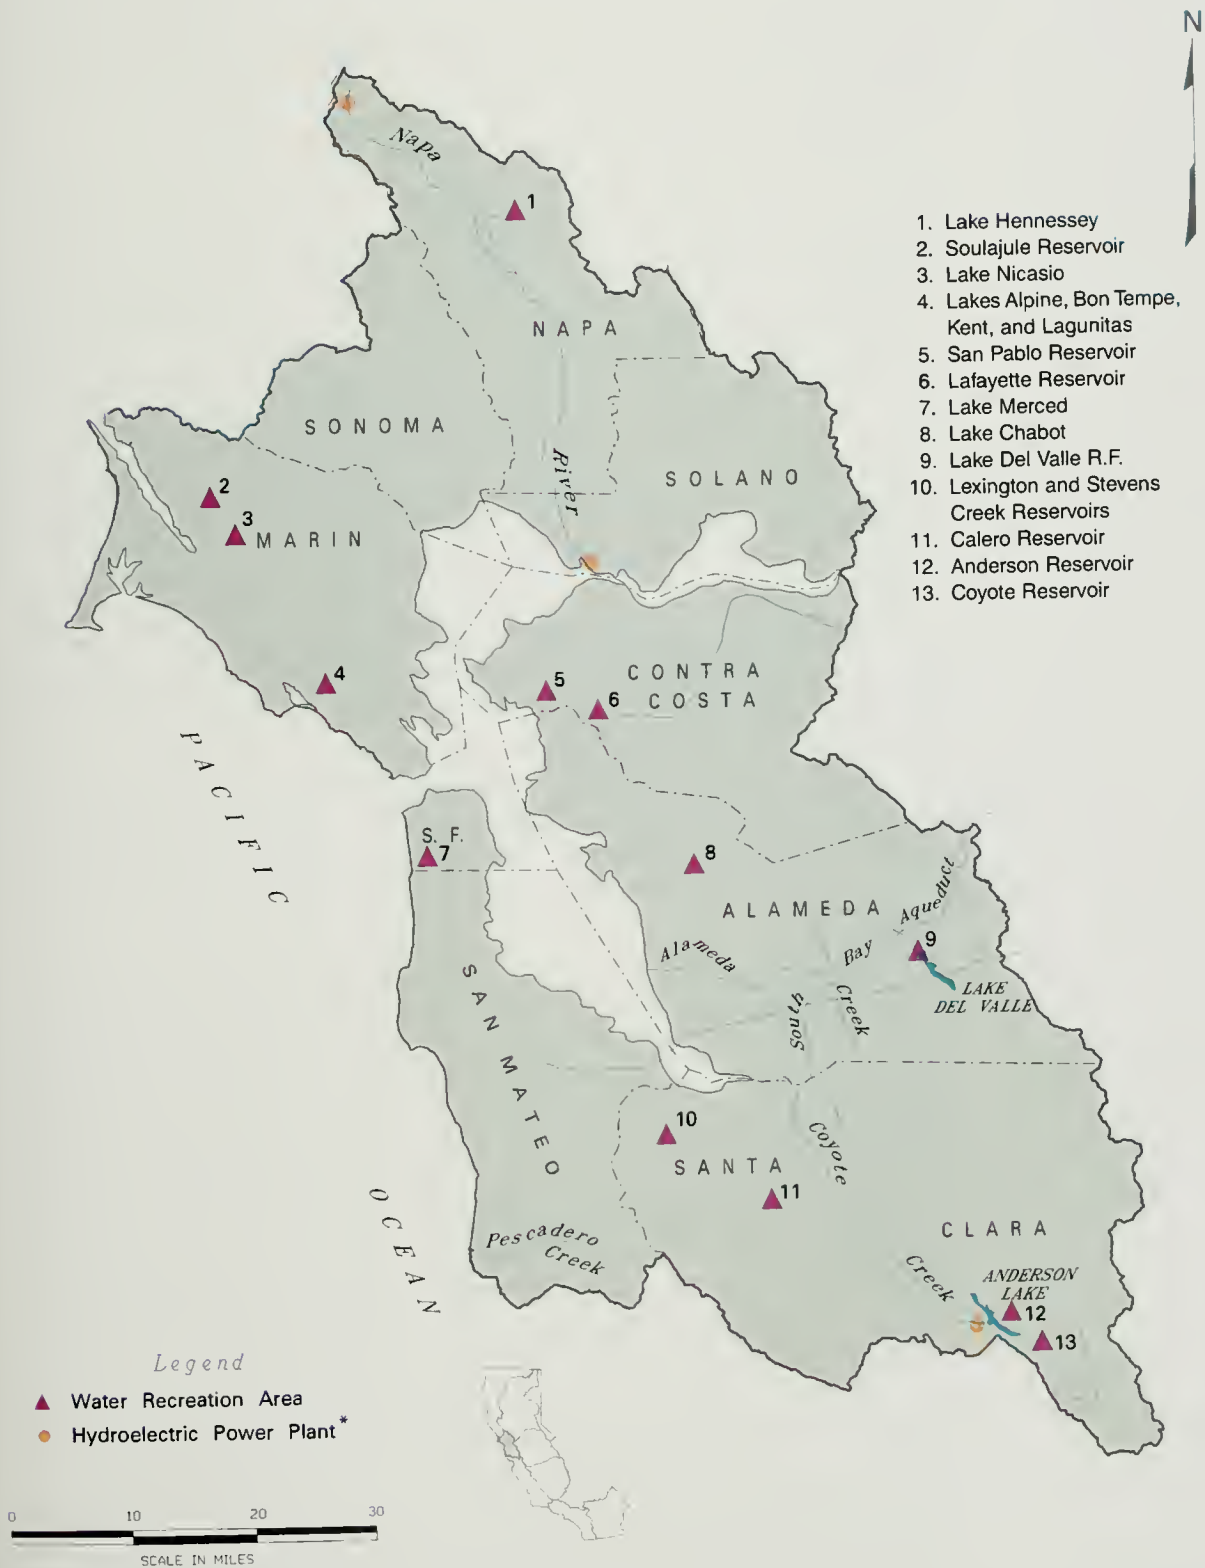 N
1. Lake Hennessey
2. Soulajule Reservoir
3. Lake Nicasio
4. Lakes Alpine, Bon Tempe,
Kent, and Lagunitas
5. San Pablo Reservoir
6. Lafayette Reservoir
7. Lake Merced
8. Lake Chabot
9. Lake Del Valle R.F.
10. Lexington and Stevens
Creek Reservoirs
11. Calero Reservoir
12. Anderson Reservoir
13. Coyote Reservoir
Napa
1
NAPA
SONOMA
River
SOLANO
2
3
MARIN
4
5
6
CONTRA
COSTA
PACIFIC
S. F.
7
8
ALAMEDA
Aqueduct
Alameda
Bay
9
Creek
South
LAKE
DEL VALLE
SAN MATEO
10
Coyote
SANTA
11
OCEAN
Pescadero
Creek
CLARA
Creek
ANDERSON
LAKE
12
13
Legend
Water Recreation Area
Hydroelectric Power Plant*
0 10 20 30
SCALE IN MILES